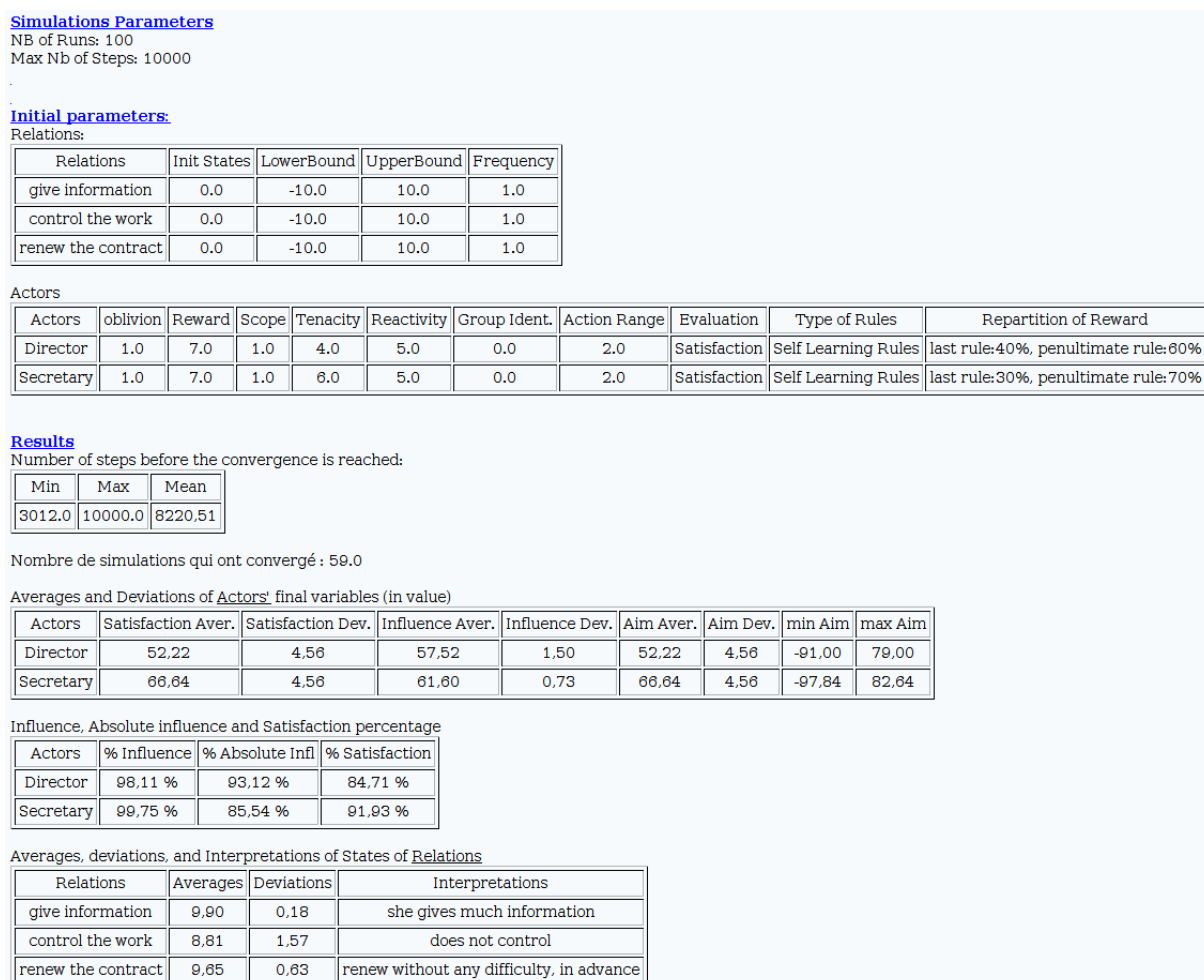 Simulations Parameters
NB of Runs: 100
Max Nb of Steps: 10000
Initial parameters:
Relations:
Relations Init States LowerBound UpperBound Frequency
give information 0.0 -10.0 10.0 1.0
control the work 0.0 -10.0 10.0 1.0
renew the contract 0.0 -10.0 10.0 1.0
Actors
Actors oblivion Reward Scope Tenacity Reactivity Group Ident. Action Range Evaluation Type of Rules Repartition of Reward
Director 1.0 7.0 1.0 4.0 5.0 0.0 2.0 Satisfaction Self Learning Rules last rule:40%, penultimate rule:60%
Secretary 1.0 7.0 1.0 6.0 5.0 0.0 2.0 Satisfaction Self Learning Rules last rule:30%, penultimate rule:70%
Results
Number of steps before the convergence is reached:
Min Max Mean
3012.0 10000.0 8220,51
Nombre de simulations qui ont convergé : 59.0
Averages and Deviations of Actors' final variables (in value)
Actors Satisfaction Aver. Satisfaction Dev. Influence Aver. Influence Dev. Aim Aver. Aim Dev. min Aim max Aim
Director 52,22 4,56 57,52 1,50 52,22 4,56 -91,00 79,00
Secretary 66,64 4,56 61,60 0,73 66,64 4,56 -97,84 82,64
Influence, Absolute influence and Satisfaction percentage
Actors % Influence % Absolute Infl % Satisfaction
Director 98,11 % 93,12 % 84,71 %
Secretary 99,75 % 85,54 % 91,93 %
Averages, deviations, and Interpretations of States of Relations
Relations Averages Deviations Interpretations
give information 9,90 0,18 she gives much information
control the work 8,81 1,57 does not control
renew the contract 9,65 0,63 renew without any difficulty, in advance